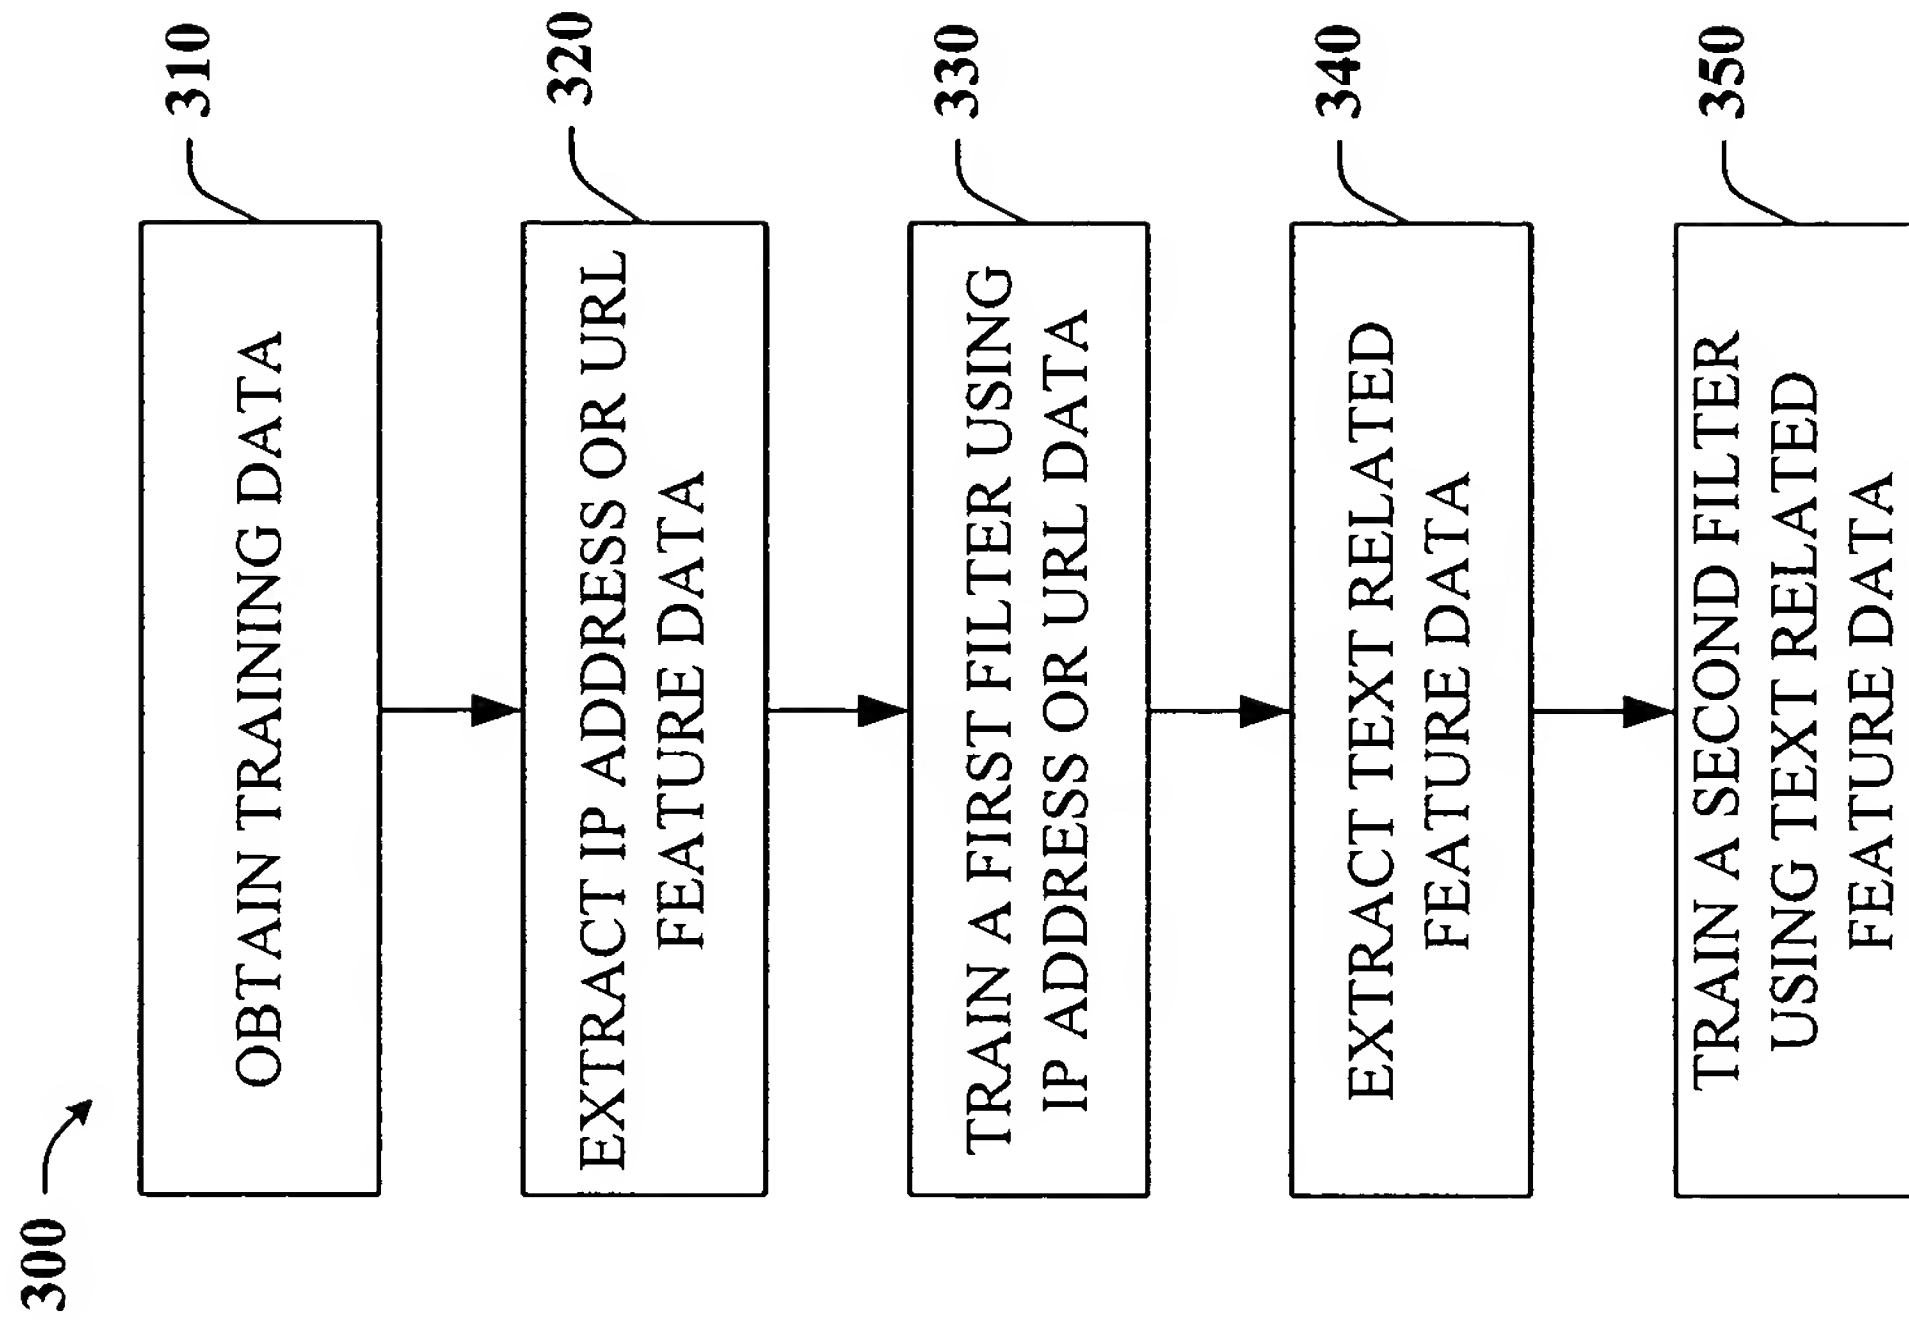 300
310
OBTAIN TRAINING DATA
320
EXTRACT IP ADDRESS OR URL
FEATURE DATA
330
TRAIN A FIRST FILTER USING
IP ADDRESS OR URL DATA
340
EXTRACT TEXT RELATED
FEATURE DATA
350
TRAIN A SECOND FILTER
USING TEXT RELATED
FEATURE DATA